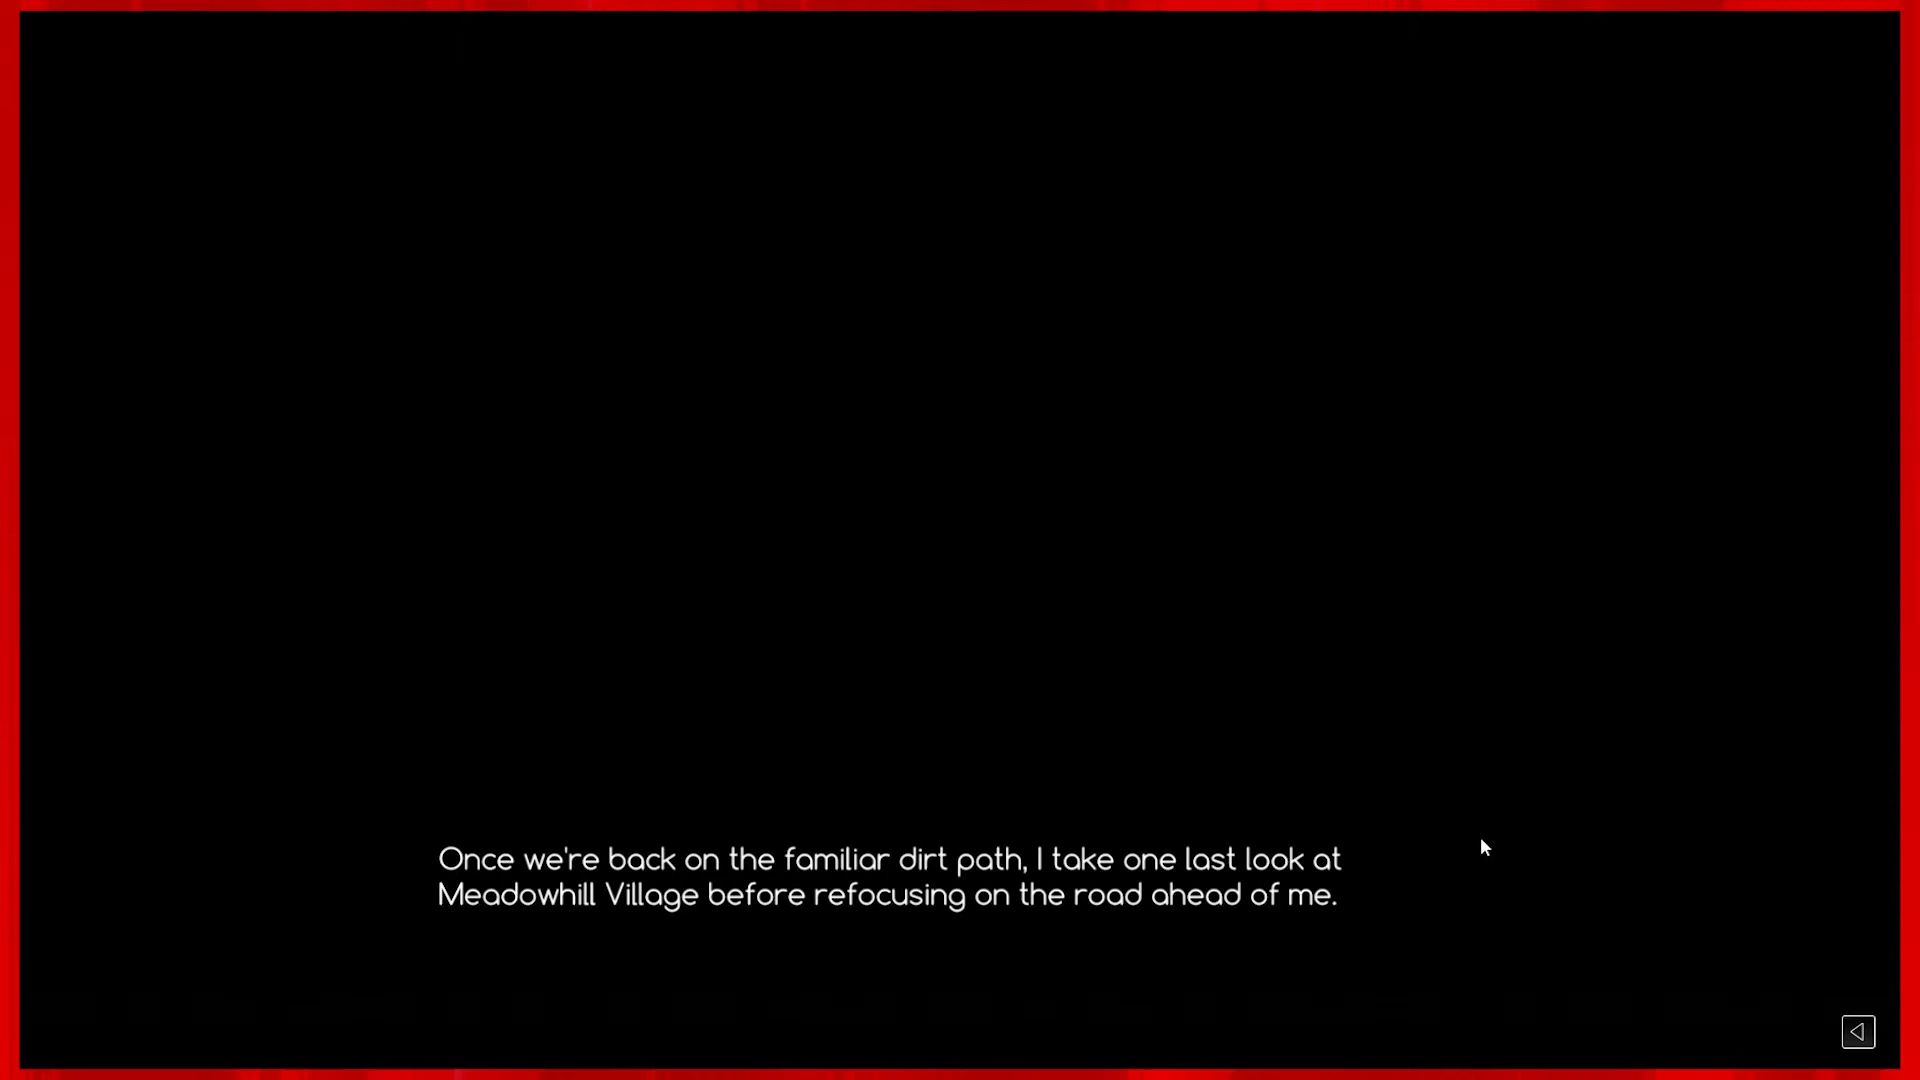 Once we're back on the familiar dirt path, I take one last look at
Meadowhill Village before refocusing on the road ahead of me.